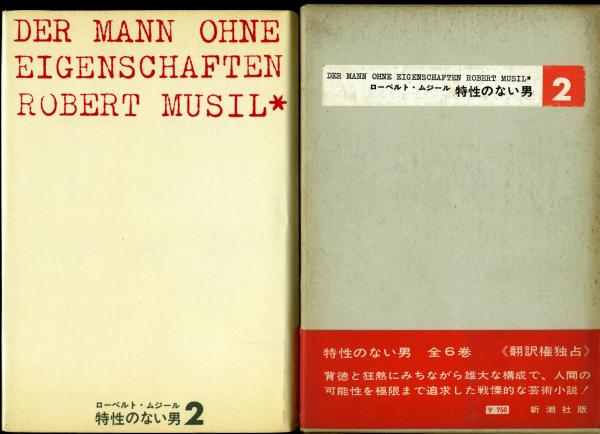 DER MANN OHNE
EIGENSCHAFTEN
ROBERT MUSIL*
ローベルト・ムジール
特性のない男2
DER MANN OHNE EIGENSCHAFTEN ROBERT MUSIL*
ローベルト・ムジール 特性のない男 2
特性のない男 全6巻 《翻訳権独占》
背徳と狂熱にみちながら雄大な構成で、人間の
可能性を極限まで追求した戦慄的な芸術小説!
¥750 新潮社版